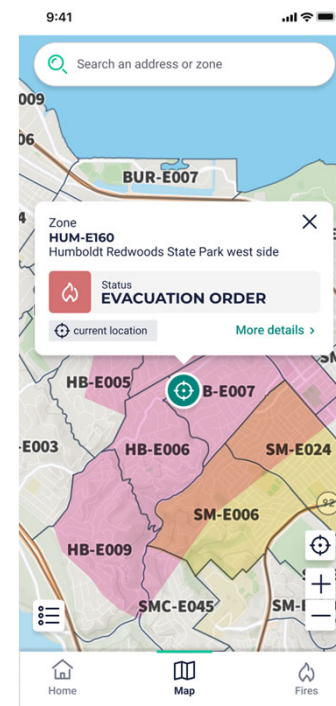 9:41
Search an address or zone
009
06
BUR-E007
4
Zone
HUM-E160
Humboldt Redwoods State Park west side
Status
EVACUATION ORDER
current location
More details >
HB-E005
B-E007
-E003
HB-E006
SM-E024
SM-E006
92
HB-E009
SMC-E045
SM-E
Home
Map
Fires